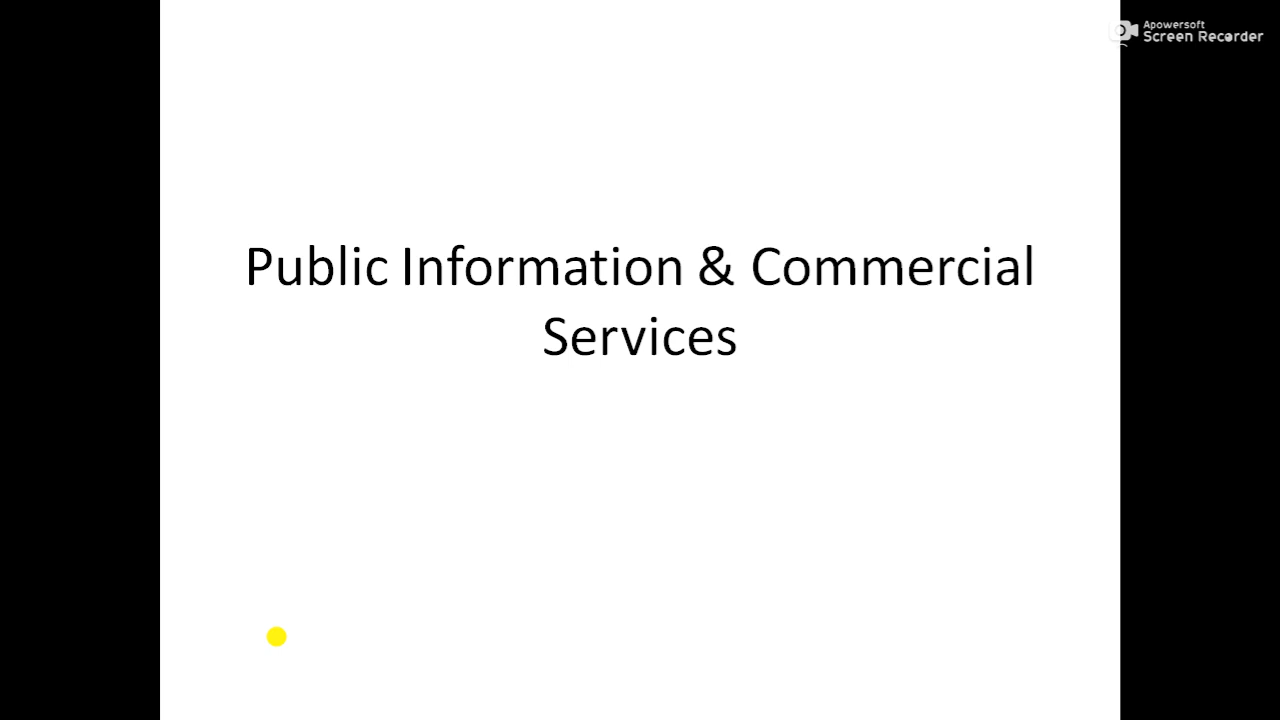 Apowersoft
Screen Recorder
Public Information & Commercial
Services